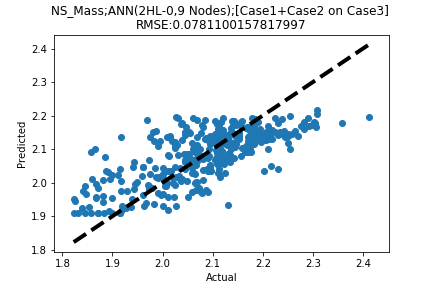 NS_Mass;ANN(2HL-0,9 Nodes);[Case1+Case2 on Case3]
RMSE:0.0781100157817997
2.4
2.3
2.2
2.1
2.0
1.9
1.8
Predicted
1.8 1.9 2.0 2.1 2.2 2.3 2.4
Actual